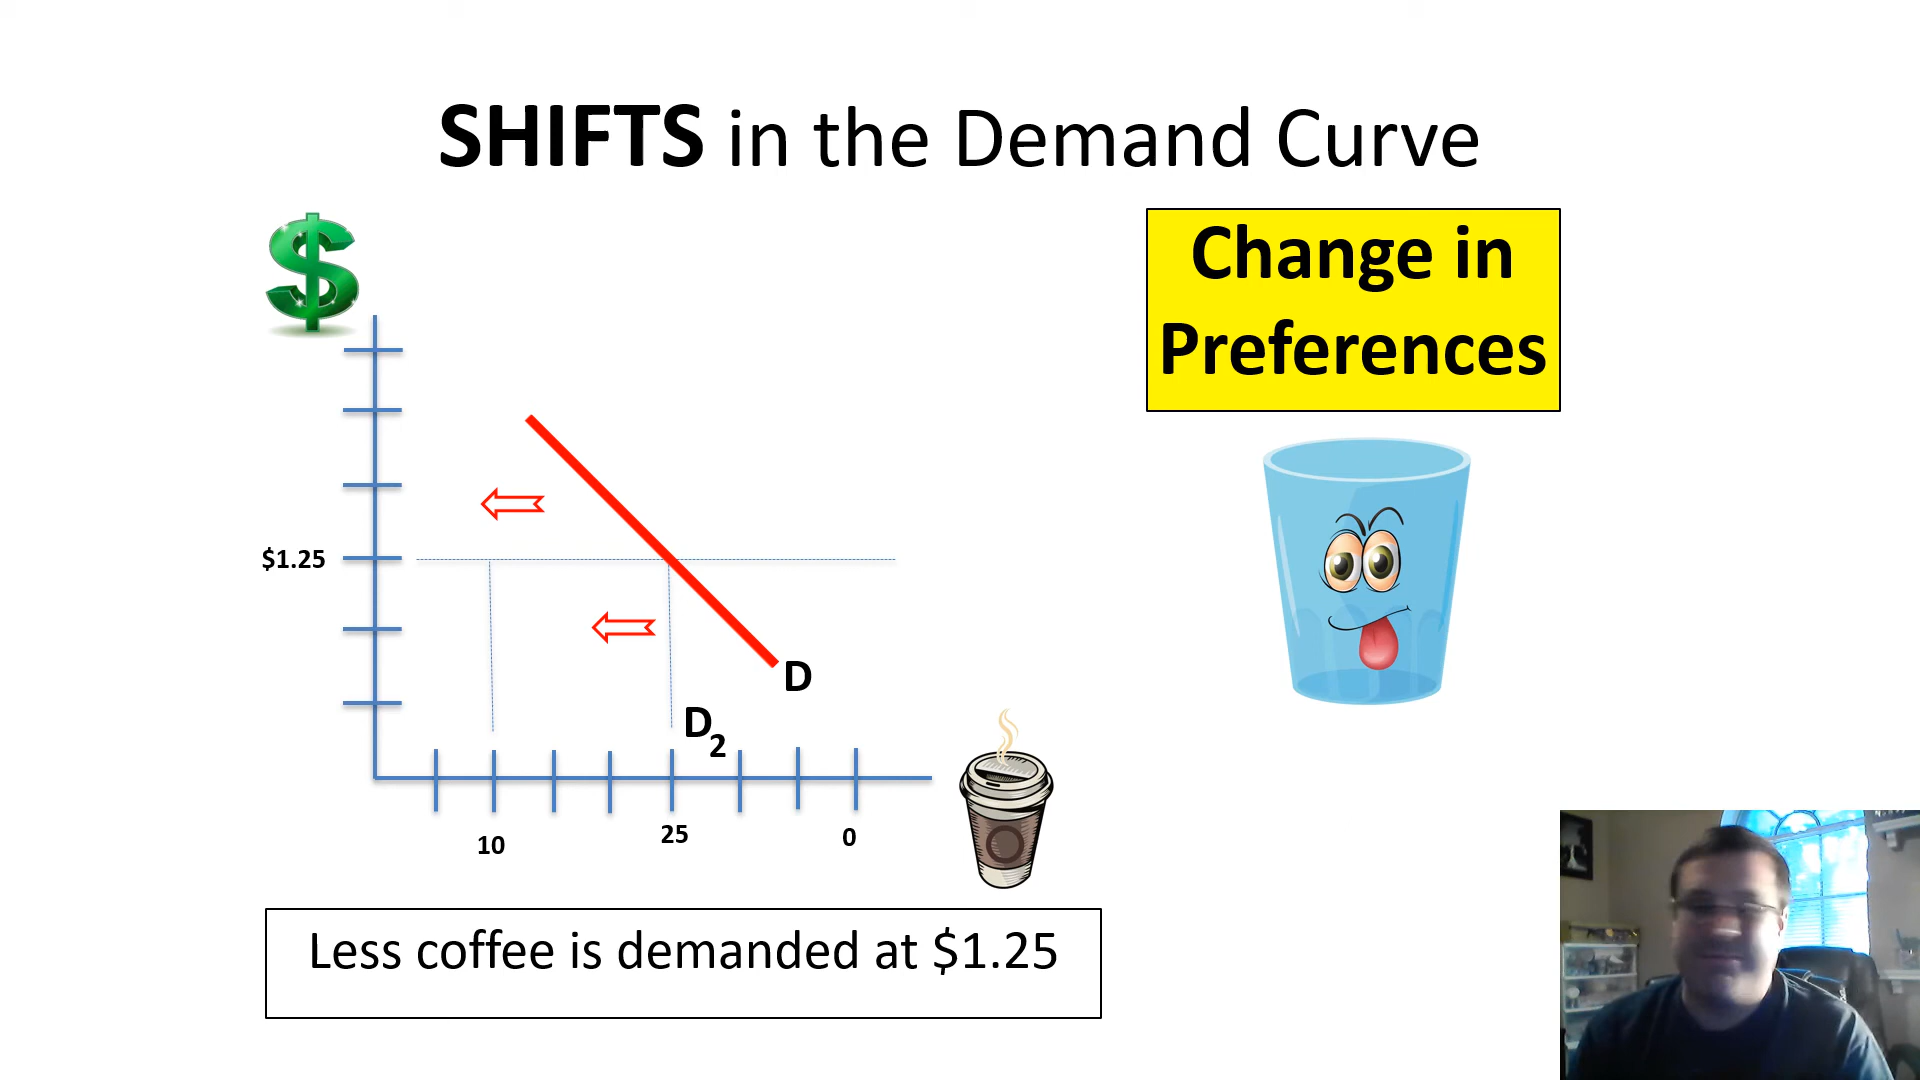 SHIFTS in the Demand Curve
Change in
Preferences
$
$1.25
D
D2
10
25
0
Less coffee is demanded at $1.25